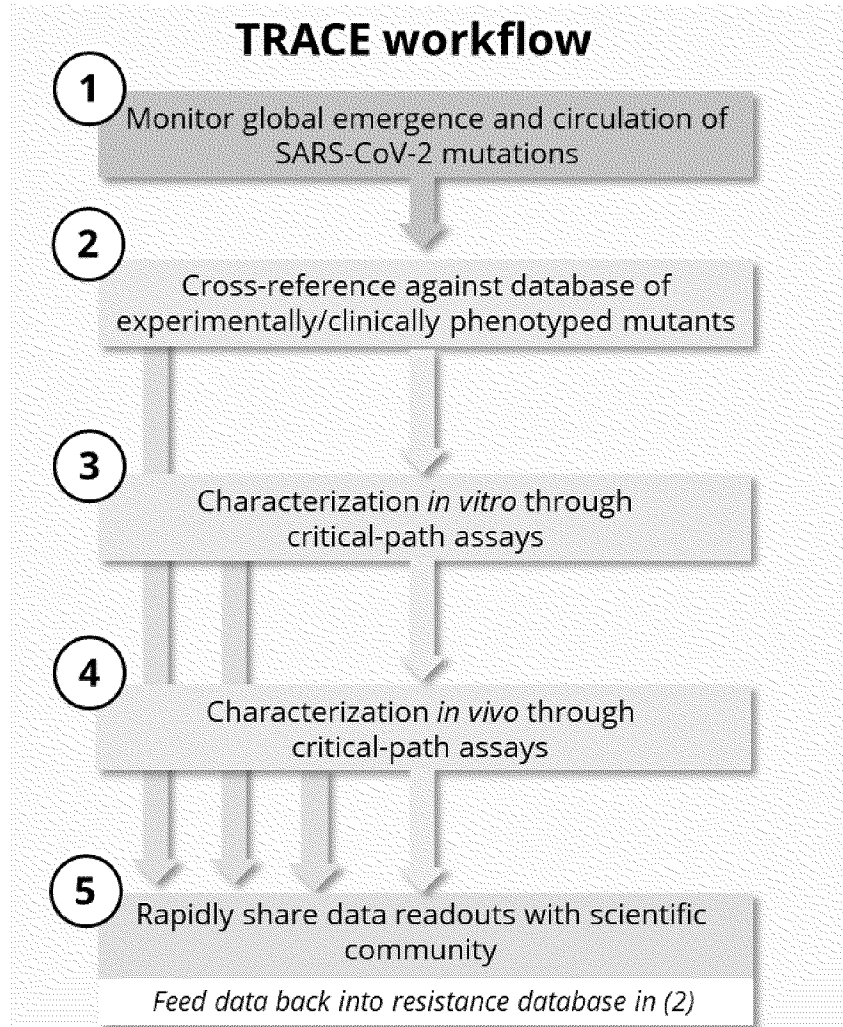 TRACE workflow
1
Monitor global emergence and circulation of
SARS-CoV-2 mutations
2
Cross-reference against database of
experimentally/clinically phenotyped mutants
3
Characterization in vitro through
critical-path assays
4
Characterization in vivo through
critical-path assays
5
Rapidly share data readouts with scientific
community
Feed data back into resistance database in (2)